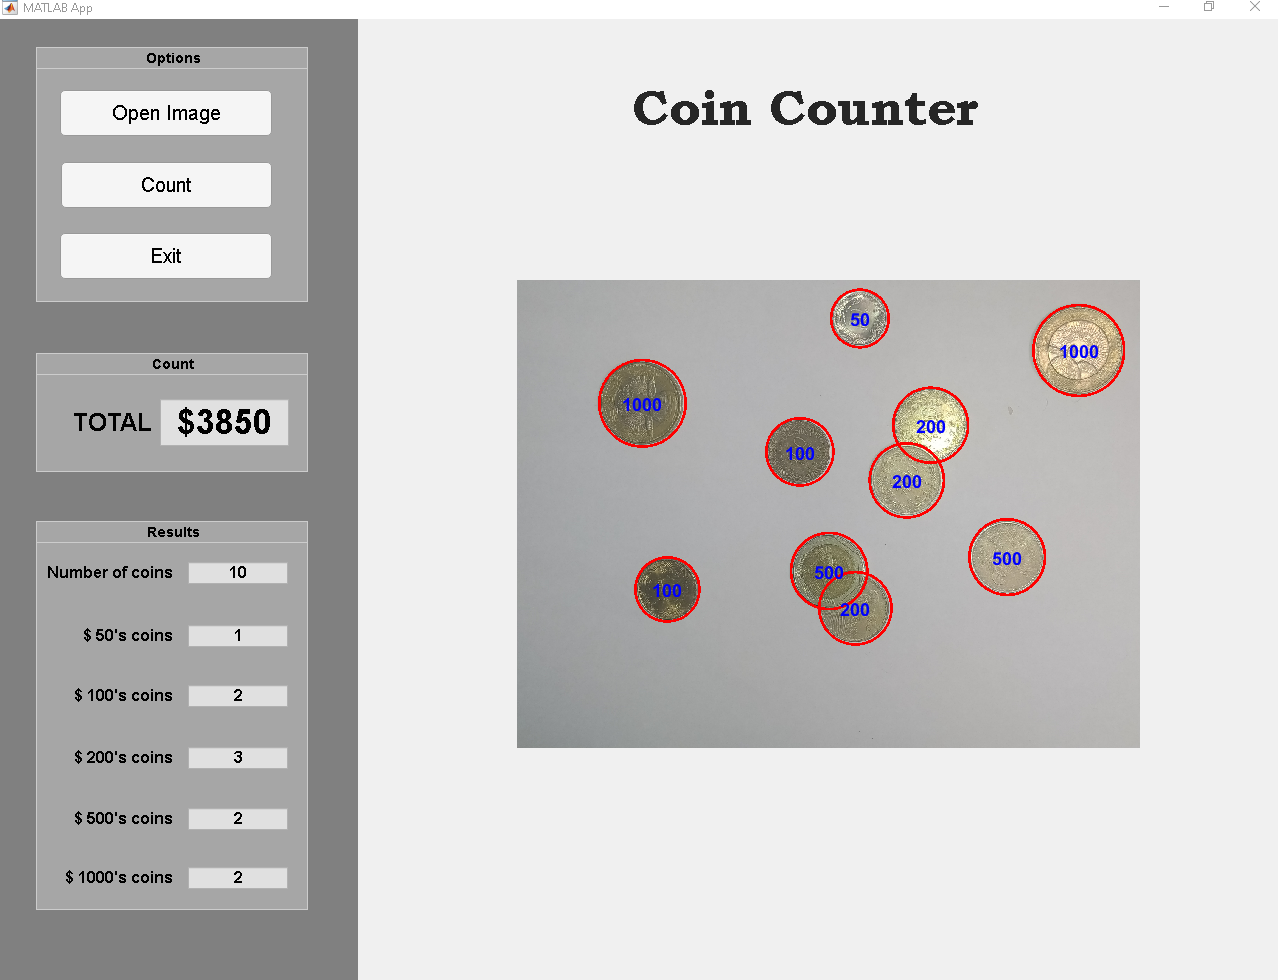 MATLAB App
Options
Open Image
Count
Exit
Count
TOTAL $3850
Results
Number of coins 10
$ 50's coins 1
$ 100's coins 2
$ 200's coins 3
$ 500's coins 2
$ 1000's coins 2
Coin Counter
50
1000
1000
200
100
200
500
500
100
200